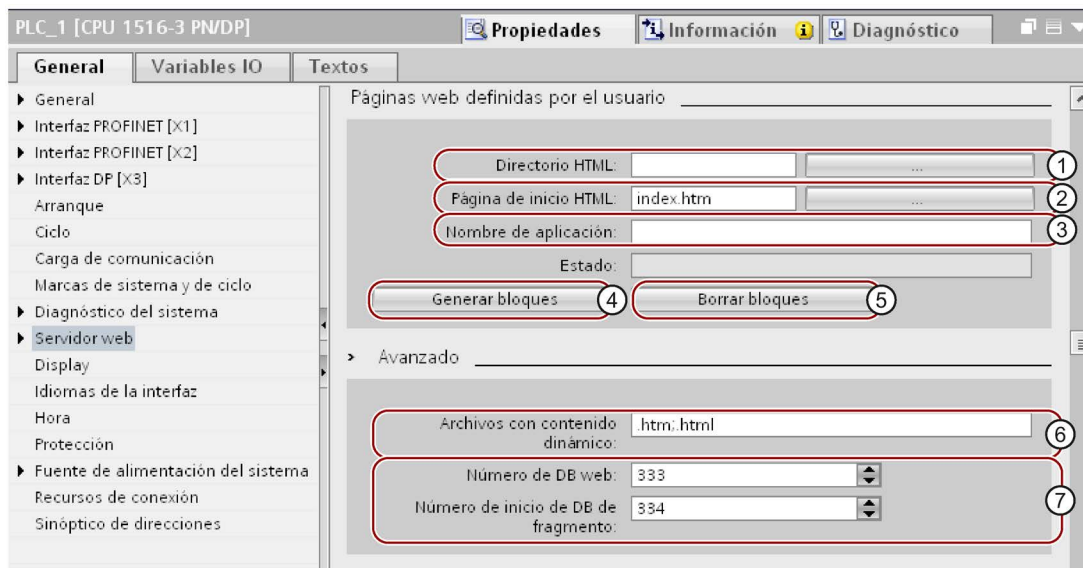 PLC_1 [CPU 1516-3 PN/DP]
Propiedades
Información
Diagnóstico
General
Variables IO
Textos
General
Interfaz PROFINET [X1]
Interfaz PROFINET [X2]
Interfaz DP [X3]
Arranque
Ciclo
Carga de comunicación
Marcas de sistema y de ciclo
Diagnóstico del sistema
Servidor web
Display
Idiomas de la interfaz
Hora
Protección
Fuente de alimentación del sistema
Recursos de conexión
Sinóptico de direcciones
Páginas web definidas por el usuario
Directorio HTML: ... 1
Página de inicio HTML: index.htm ... 2
Nombre de aplicación: 3
Estado:
Generar bloques 4 Borrar bloques 5
Avanzado
Archivos con contenido
dinámico: .htm;.html 6
Número de DB web: 333
Número de inicio de DB de
fragmento: 334 7